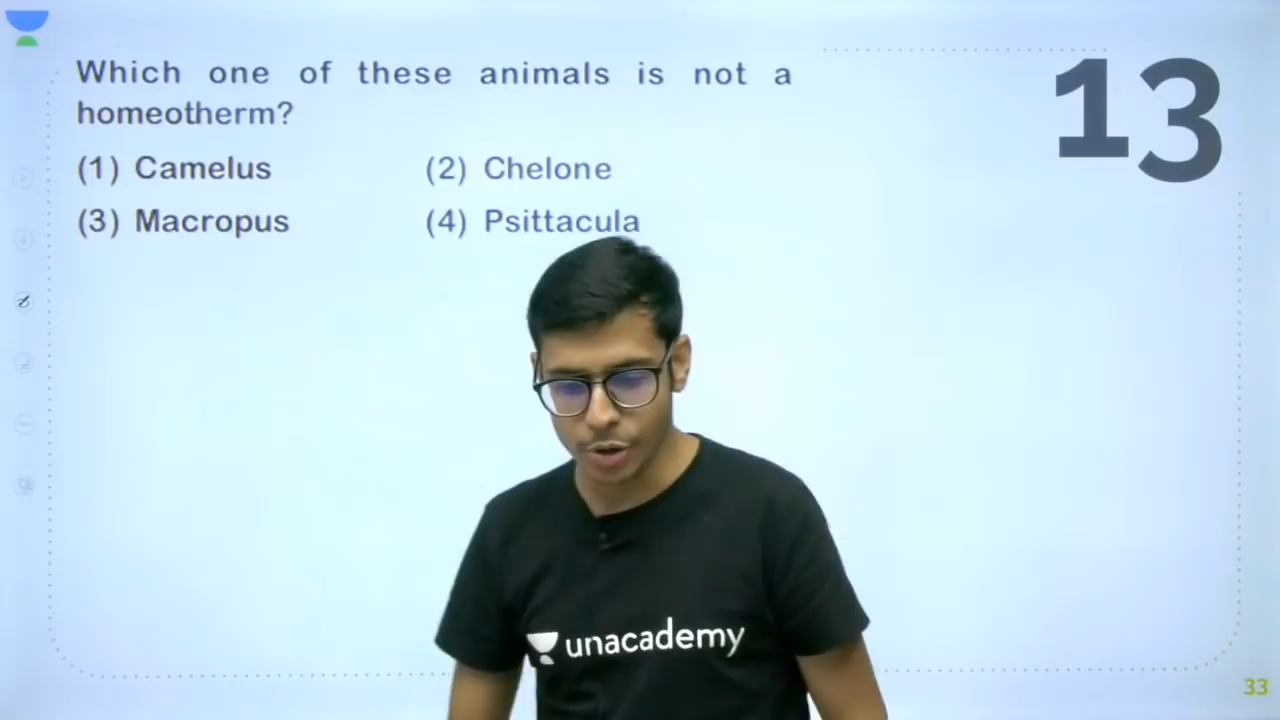 Which one of these animals is not a
homeotherm?
13
(1) Camelus (2) Chelone
(3) Macropus (4) Psittacula
unacademy
33